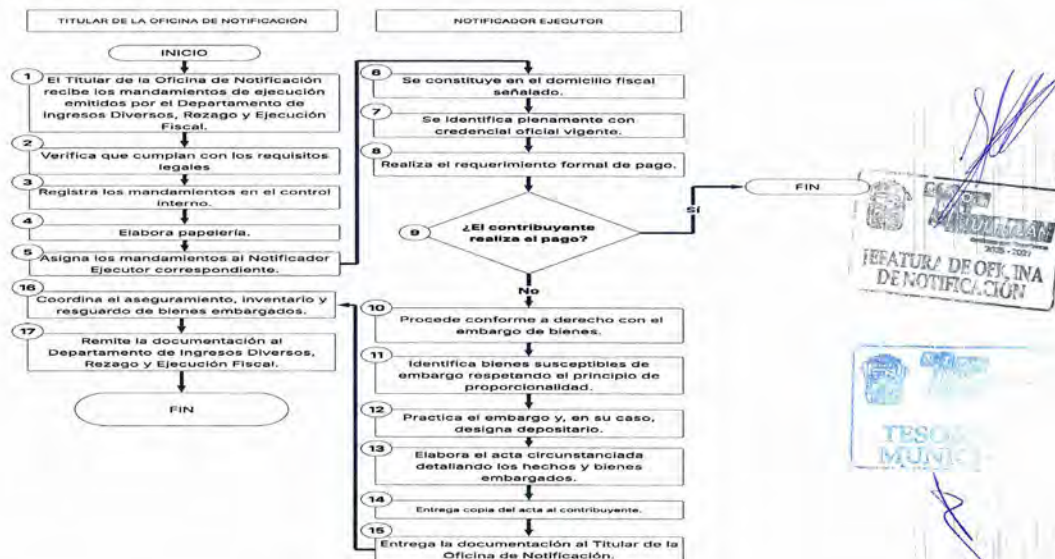 TITULAR DE LA OFICINA DE NOTIFICACIÓN
INICIO
1
El Titular de la Oficina de Notificación
recibe los mandamientos de ejecución
emitidos por el Departamento de
Ingresos Diversos, Rezago y Ejecución
Fiscal.
2
Verifica que cumplan con los requisitos
legales
3
Registra los mandamientos en el control
interno.
4
Elabora papelería.
5
Asigna los mandamientos al Notificador
Ejecutor correspondiente.
16
Coordina el aseguramiento, inventario y
resguardo de bienes embargados.
17
Remite la documentación al
Departamento de Ingresos Diversos,
Rezago y Ejecución Fiscal.
FIN
NOTIFICADOR EJECUTOR
8
Se constituye en el domicilio fiscal
señalado.
7
Se identifica plenamente con
credencial oficial vigente.
8
Realiza el requerimiento formal de pago.
9
¿El contribuyente
realiza el pago?
Sí
FIN
No
10
Procede conforme a derecho con el
embargo de bienes.
11
Identifica bienes susceptibles de
embargo respetando el principio de
proporcionalidad.
12
Practica el embargo y, en su caso,
designa depositario.
13
Elabora el acta circunstanciada
detallando los hechos y bienes
embargados.
14
Entrega copia del acta al contribuyente.
15
Entrega la documentación al Titular de la
Oficina de Notificación.
2025 - 2027
JEFATURA DE OFICINA
DE NOTIFICACIÓN